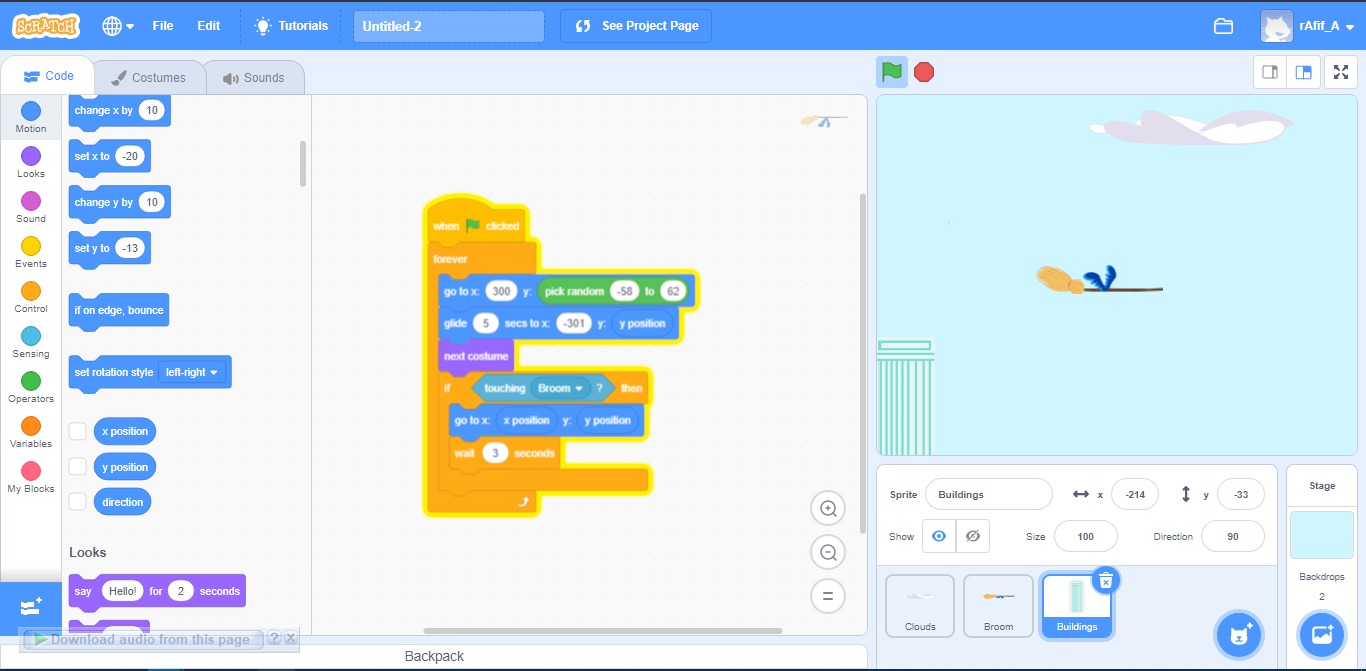 SCRATCH File Edit Tutorials Untitled-2 See Project Page rAfif_A
Code Costumes Sounds
Motion
Looks
Sound
Events
Control
Sensing
Operators
Variables
My Blocks
change x by 10
set x to -20
change y by 10
set y to -13
if on edge, bounce
set rotation style left-right
x position
y position
direction
Looks
say Hello! for 2 seconds
Download audio from this page ? X
when clicked
forever
go to x: 300 y: pick random -58 to 62
glide 5 secs to x: -301 y: y position
next costume
if touching Broom ? then
go to x: x position y: y position
wait 3 seconds
Backpack
Sprite Buildings x -214 y -33
Show Size 100 Direction 90
Clouds Broom Buildings
Stage
Backdrops
2